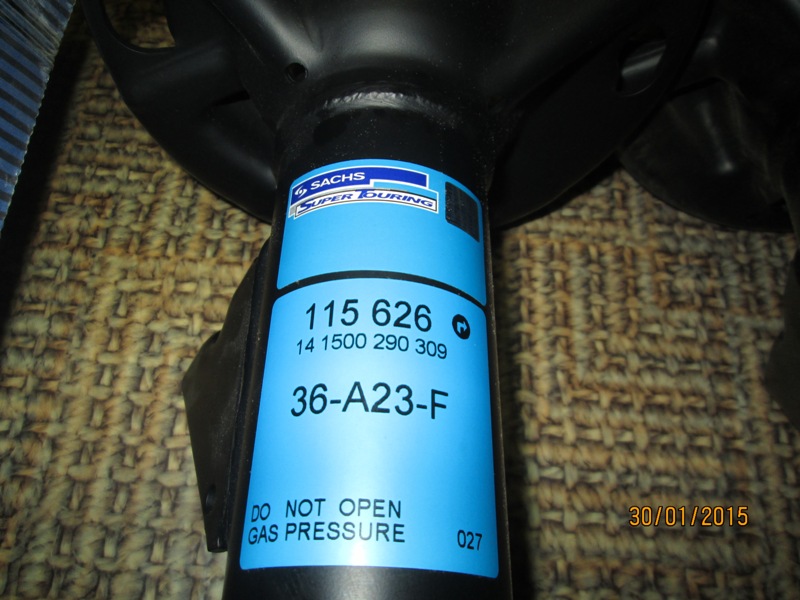 SACHS
SUPER TOURING
115 626
14 1500 290 309
36-A23-F
DO NOT OPEN
GAS PRESSURE 027
30/01/2015